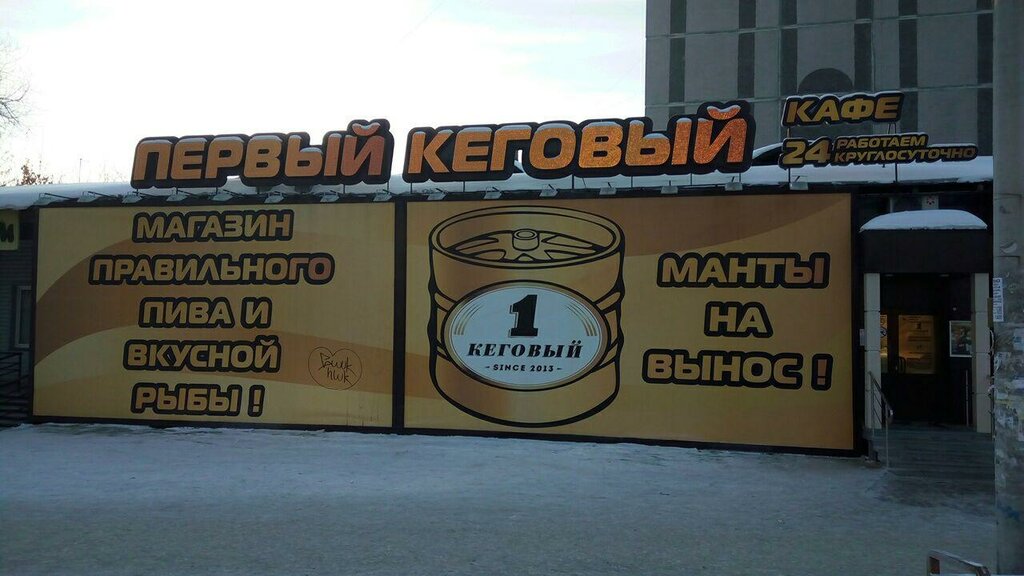 ПЕРВЫЙ КЕГОВЫЙ
КАФЕ
24 РАБОТАЕМ
КРУГЛОСУТОЧНО
МАГАЗИН
ПРАВИЛЬНОГО
ПИВА И
ВКУСНОЙ
РЫБЫ !
1
КЕГОВЫЙ
- SINCE 2013 -
МАНТЫ
НА
ВЫНОС !